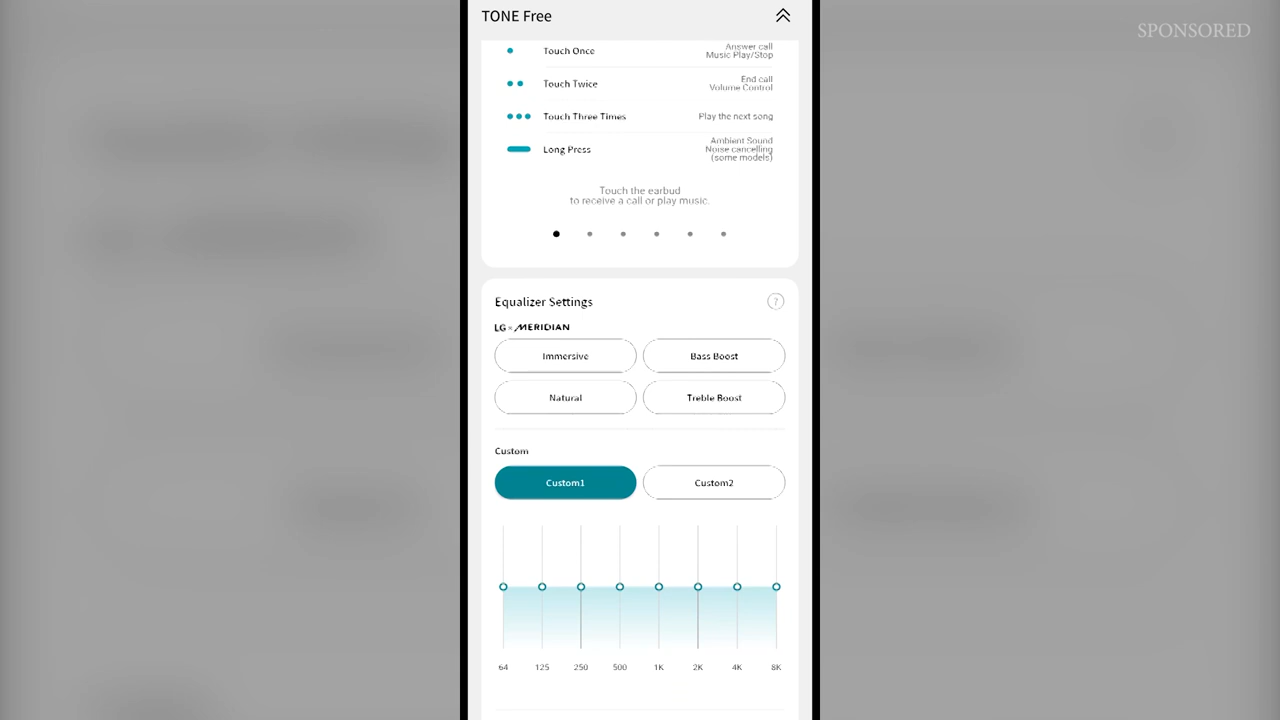 TONE Free
SPONSORED
Touch Once
Answer call
Music Play/Stop
Touch Twice
End call
Volume Control
Touch Three Times
Play the next song
Long Press
Ambient Sound
Noise cancelling
(some models)
Touch the earbud
to receive a call or play music.
Equalizer Settings
?
LG × MERIDIAN
Immersive
Bass Boost
Natural
Treble Boost
Custom
Custom1
Custom2
64 125 250 500 1K 2K 4K 8K